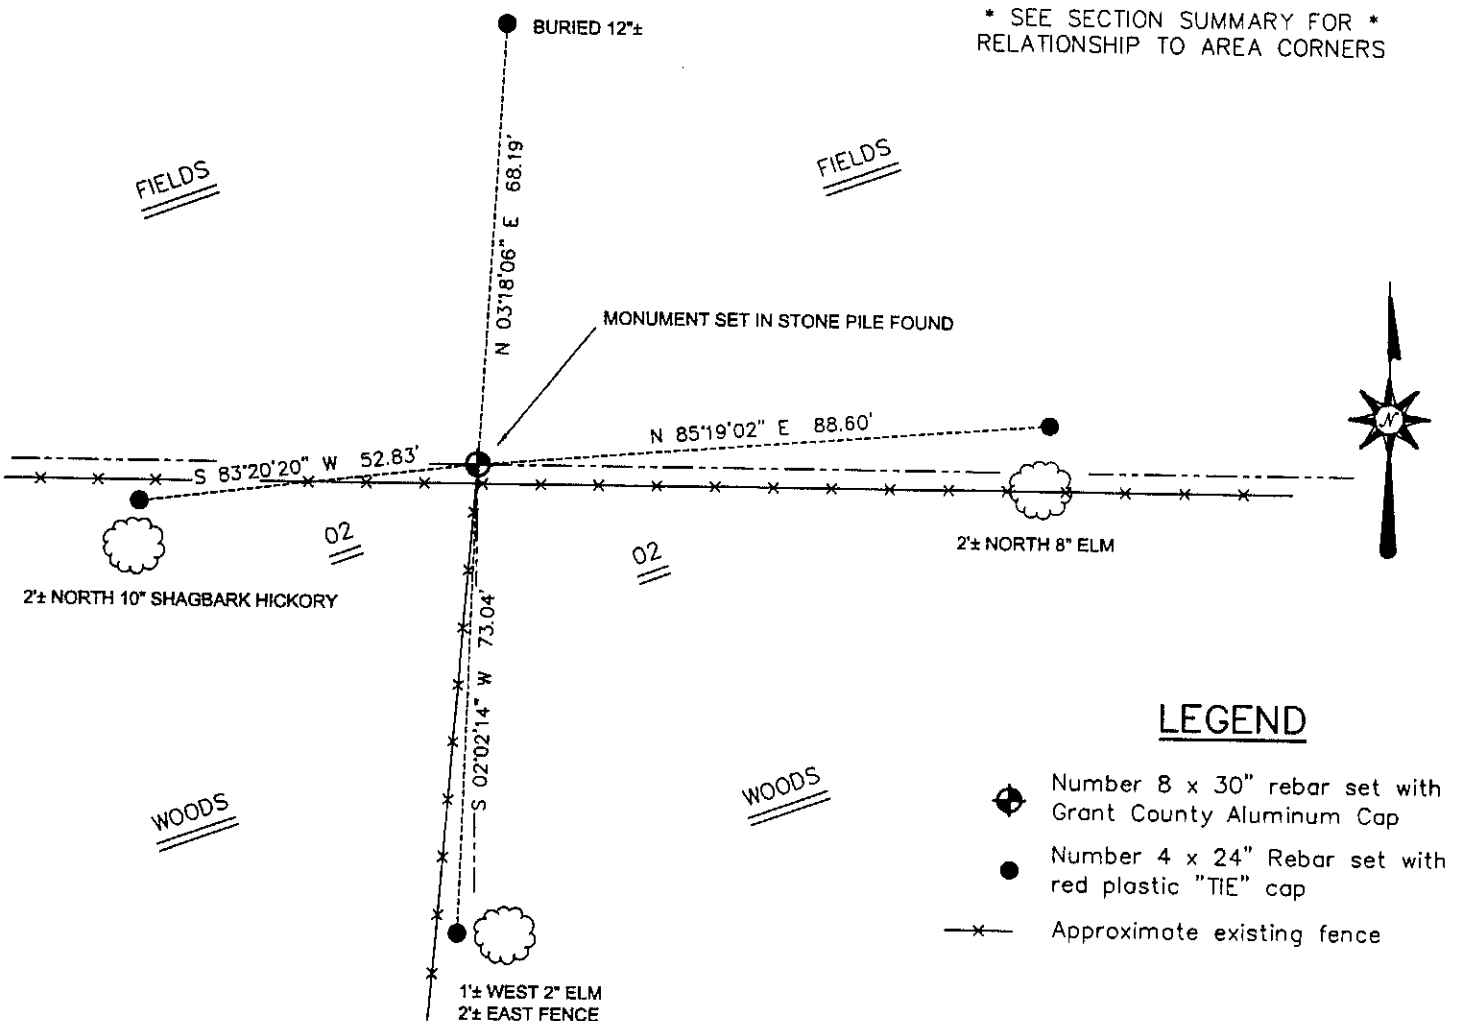 * SEE SECTION SUMMARY FOR *
RELATIONSHIP TO AREA CORNERS
BURIED 12"±
FIELDS
FIELDS
N 03°18'06" E 68.19'
MONUMENT SET IN STONE PILE FOUND
N 85°19'02" E 88.60'
S 83°20'20" W 52.83'
N
02
02
2'± NORTH 8" ELM
2'± NORTH 10" SHAGBARK HICKORY
S 02°02'14" W 73.04'
WOODS
WOODS
LEGEND
Number 8 x 30" rebar set with
Grant County Aluminum Cap
Number 4 x 24" Rebar set with
red plastic "TIE" cap
Approximate existing fence
1'± WEST 2" ELM
2'± EAST FENCE